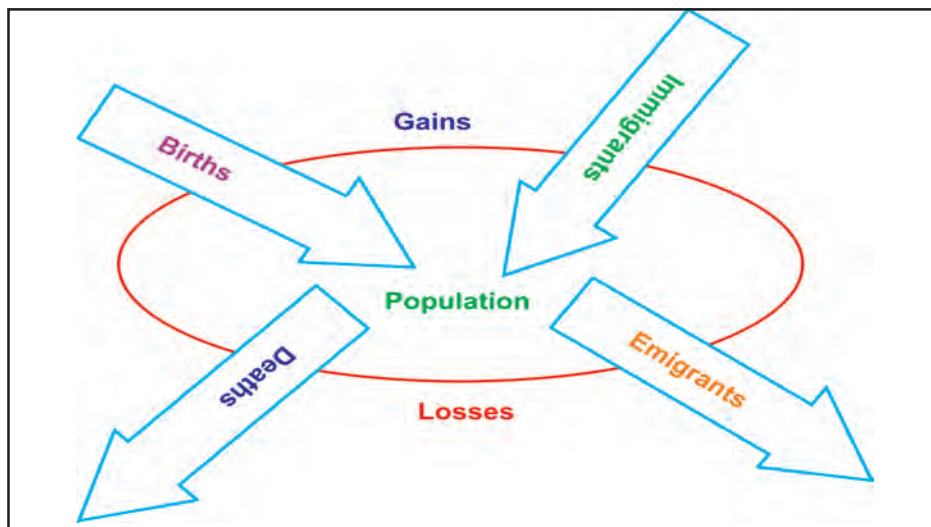 Gains
Immigrants
Births
Population
Deaths
Emigrants
Losses